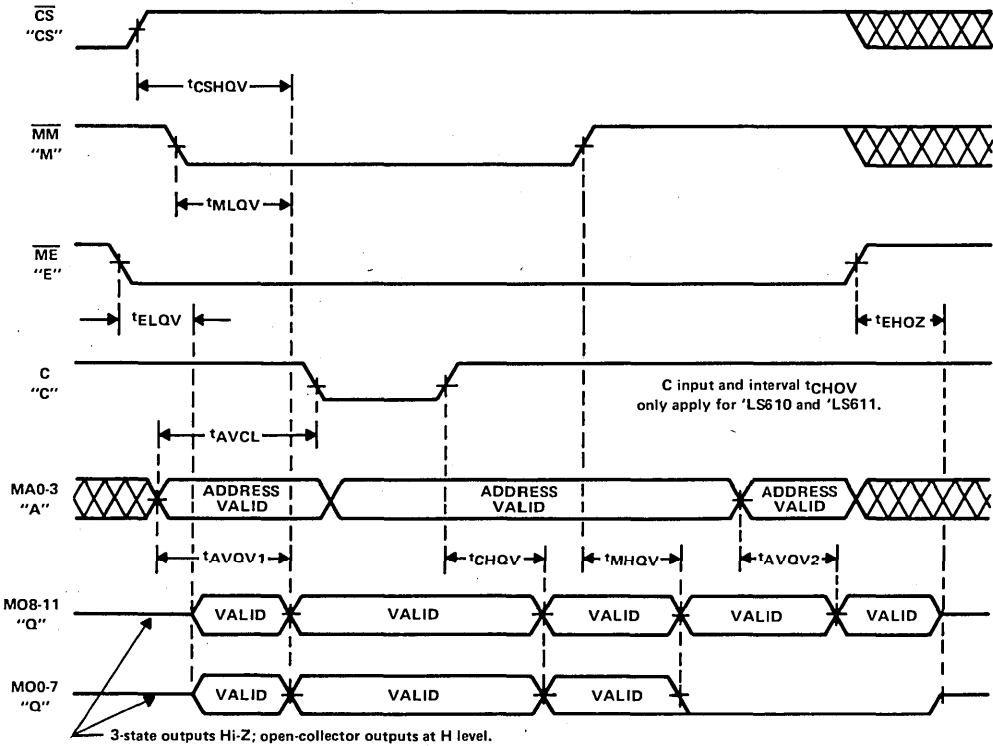 CS
"CS"
tCSHQV
MM
"M"
tMLQV
ME
"E"
tELQV
tEHOZ
C
"C"
C input and interval tCHOV
only apply for 'LS610 and 'LS611.
tAVCL
MA0-3
"A"
ADDRESS
VALID
ADDRESS
VALID
ADDRESS
VALID
tAVQV1
tCHQV
tMHQV
tAVQV2
MO8-11
"Q"
VALID
VALID
VALID
VALID
VALID
MO0-7
"Q"
VALID
VALID
VALID
3-state outputs Hi-Z; open-collector outputs at H level.